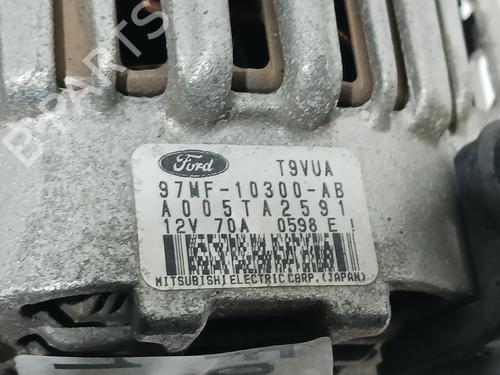 B-PARTS
Ford T9VUA
97MF-10300-AB
A005TA2591
12V 70A 0598 E !
MITSUBISHI ELECTRIC CORP. (JAPAN)